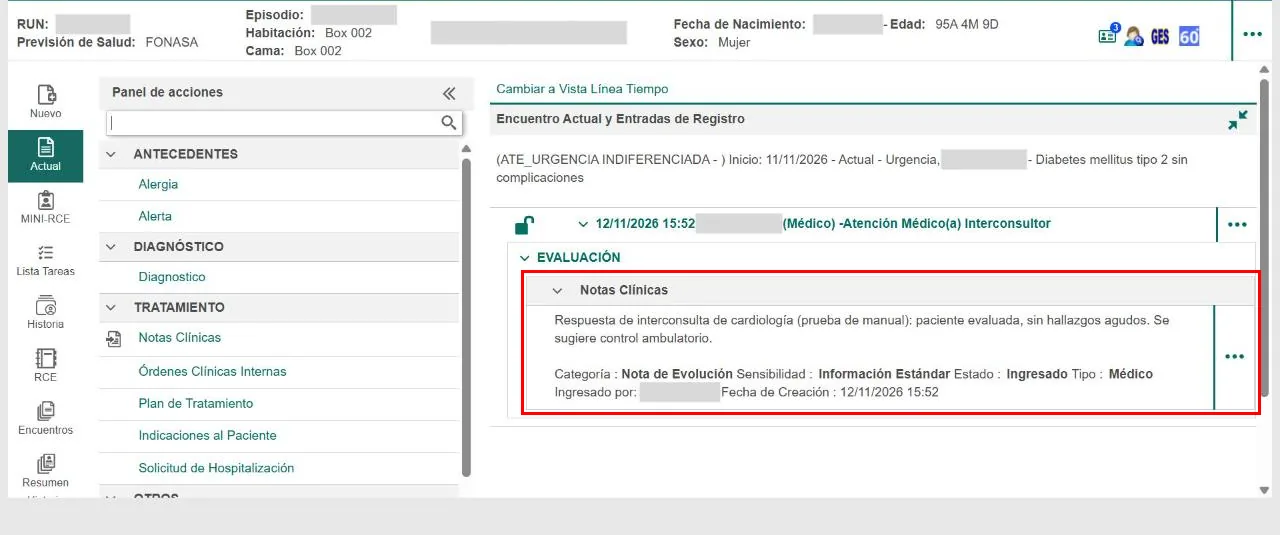 RUN:
Previsión de Salud: FONASA
Episodio:
Habitación: Box 002
Cama: Box 002
Fecha de Nacimiento: - Edad: 95A 4M 9D
Sexo: Mujer
3
GES
60
Nuevo
Actual
MINI-RCE
Lista Tareas
Historia
RCE
Encuentros
Resumen
Panel de acciones
ANTECEDENTES
Alergia
Alerta
DIAGNÓSTICO
Diagnostico
TRATAMIENTO
Notas Clínicas
Órdenes Clínicas Internas
Plan de Tratamiento
Indicaciones al Paciente
Solicitud de Hospitalización
OTROS
Cambiar a Vista Línea Tiempo
Encuentro Actual y Entradas de Registro
(ATE_URGENCIA INDIFERENCIADA - ) Inicio: 11/11/2026 - Actual - Urgencia, - Diabetes mellitus tipo 2 sin
complicaciones
12/11/2026 15:52 (Médico) -Atención Médico(a) Interconsultor
EVALUACIÓN
Notas Clínicas
Respuesta de interconsulta de cardiología (prueba de manual): paciente evaluada, sin hallazgos agudos. Se
sugiere control ambulatorio.
Categoría : Nota de Evolución Sensibilidad : Información Estándar Estado : Ingresado Tipo : Médico
Ingresado por: Fecha de Creación : 12/11/2026 15:52